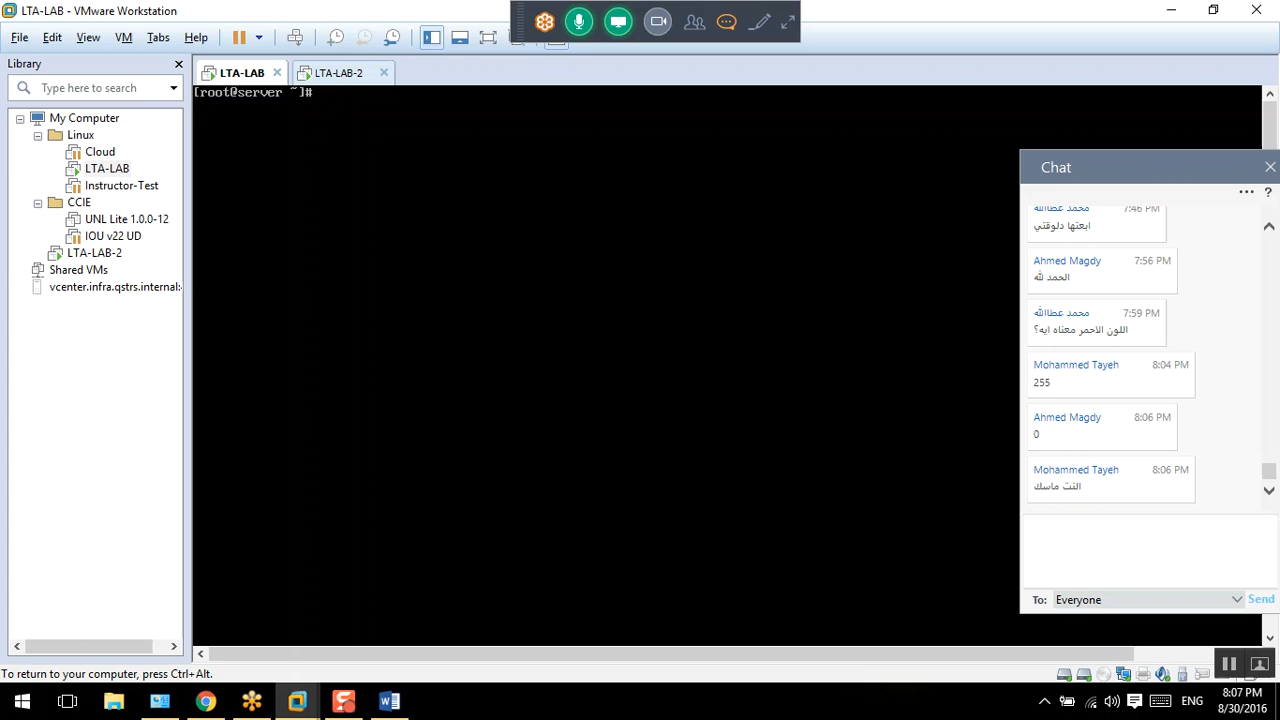 LTA-LAB - VMware Workstation
File Edit View VM Tabs Help
Library
Type here to search
My Computer
Linux
Cloud
LTA-LAB
Instructor-Test
CCIE
UNL Lite 1.0.0-12
IOU v22 UD
LTA-LAB-2
Shared VMs
vcenter.infra.qstrs.internal:
LTA-LAB
LTA-LAB-2
[root@server ~]#
Chat
محمد عطاالله 7:46 PM
ابعتها دلوقتي
Ahmed Magdy 7:56 PM
الحمد لله
محمد عطاالله 7:59 PM
اللون الاحمر معناه ايه؟
Mohammed Tayeh 8:04 PM
255
Ahmed Magdy 8:06 PM
0
Mohammed Tayeh 8:06 PM
النت ماسك
To: Everyone Send
To return to your computer, press Ctrl+Alt.
ENG
8:07 PM
8/30/2016